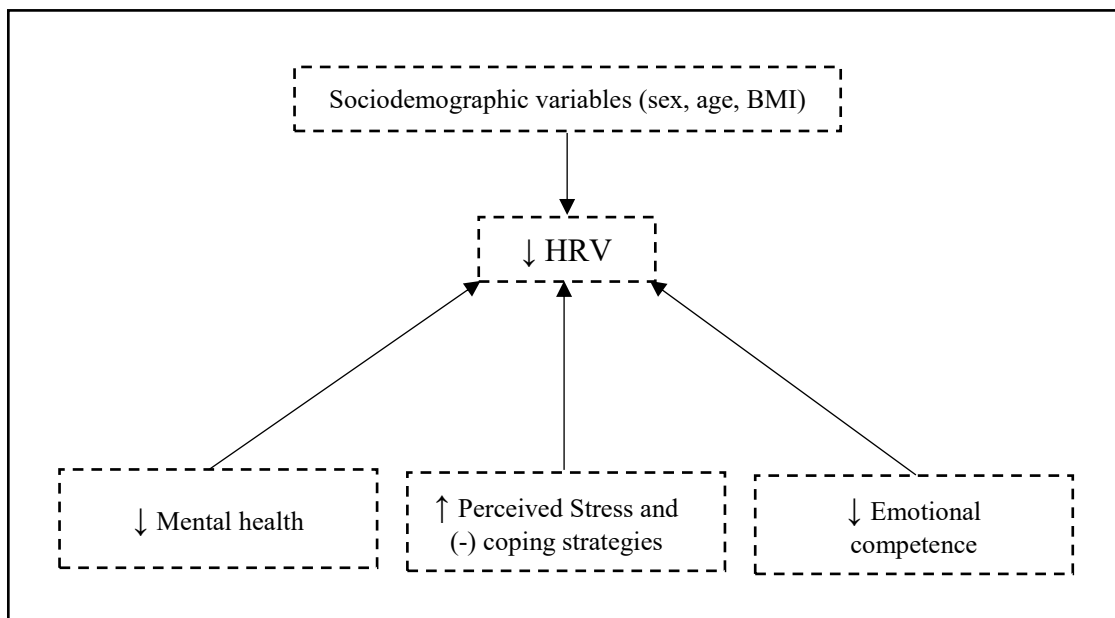 Sociodemographic variables (sex, age, BMI)
↓ HRV
↓ Mental health
↑ Perceived Stress and
(-) coping strategies
↓ Emotional
competence